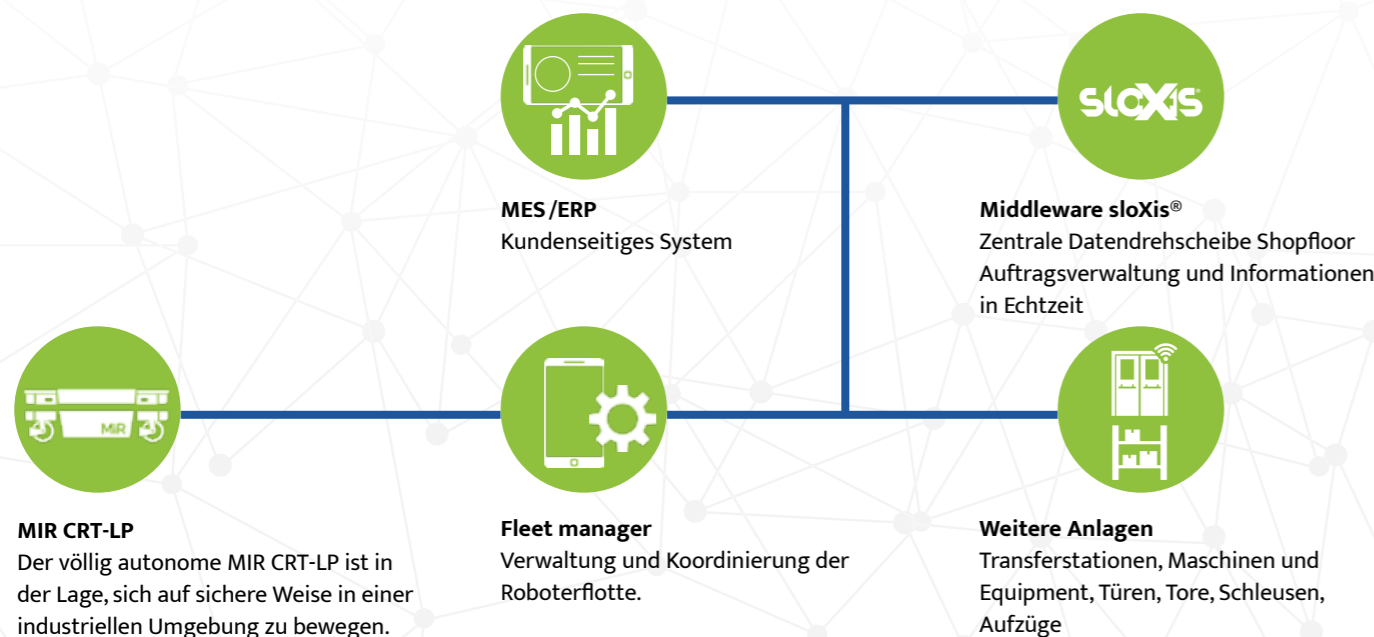 sloXis
MES/ERP
Kundenseitiges System
Middleware sloXis®
Zentrale Datendrehscheibe Shopfloor
Auftragsverwaltung und Informationen
in Echtzeit
MiR
MIR CRT-LP
Der völlig autonome MIR CRT-LP ist in
der Lage, sich auf sichere Weise in einer
industriellen Umgebung zu bewegen.
Fleet manager
Verwaltung und Koordinierung der
Roboterflotte.
Weitere Anlagen
Transferstationen, Maschinen und
Equipment, Türen, Tore, Schleusen,
Aufzüge